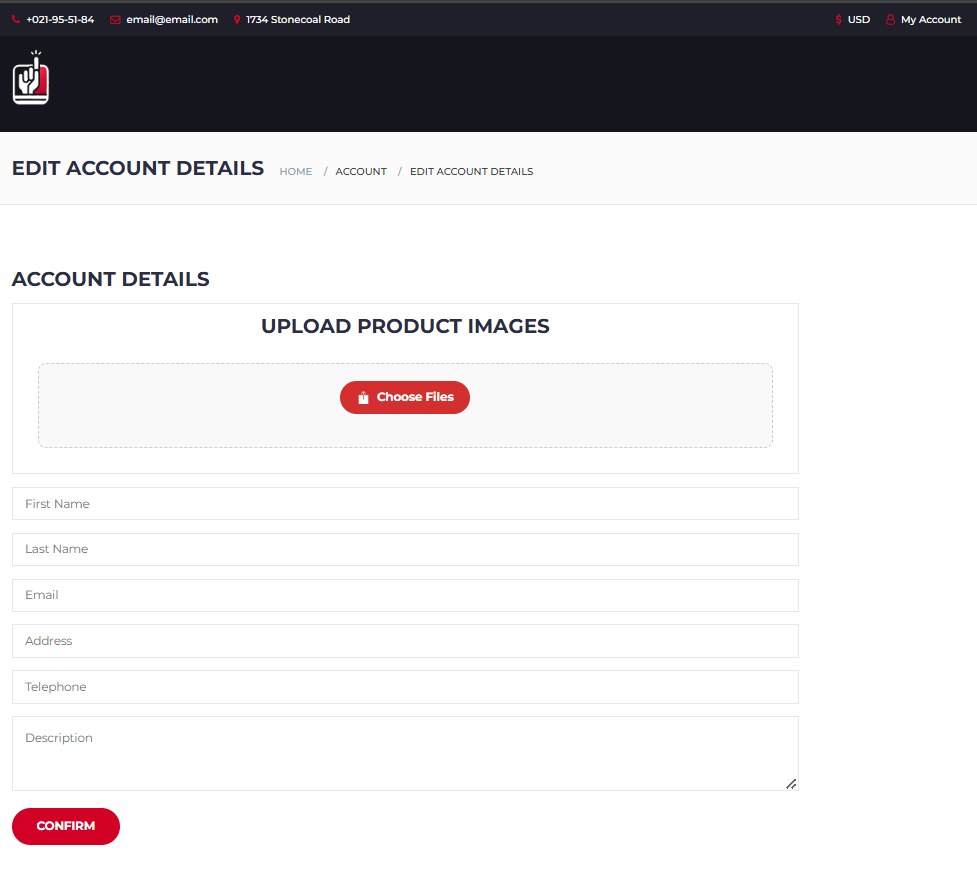 +021-95-51-84 email@email.com 1734 Stonecoal Road $ USD My Account
EDIT ACCOUNT DETAILS HOME / ACCOUNT / EDIT ACCOUNT DETAILS
ACCOUNT DETAILS
UPLOAD PRODUCT IMAGES
Choose Files
First Name
Last Name
Email
Address
Telephone
Description
CONFIRM